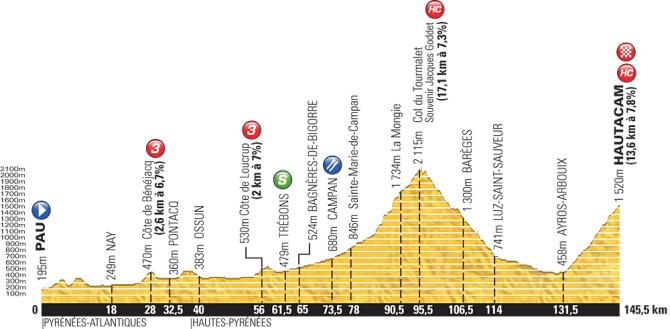 2100m
2000m
1900m
1800m
1700m
1600m
1500m
1400m
1300m
1200m
1100m
1000m
900m
800m
700m
600m
500m
400m
300m
200m
100m
195m PAU
249m NAY
3
470m Côte de Bénéjacq
(2,6 km à 6,7%)
360m PONTACQ
383m OSSUN
3
530m Côte de Loucrup
(2 km à 7%)
S
479m TRÉBONS
524m BAGNÈRES-DE-BIGORRE
680m CAMPAN
846m Sainte-Marie-de-Campan
1 734m La Mongie
HC
2 115m Col du Tourmalet
Souvenir Jacques Goddet
(17,1 km à 7,3%)
1 300m BARÈGES
741m LUZ-SAINT-SAUVEUR
458m AYROS-ARBOUIX
HC
1 520m HAUTACAM
(13,6 km à 7,8%)
0 18 28 32,5 40 56 61,5 65 73,5 78 90,5 95,5 106,5 114 131,5 145,5 km
PYRÉNÉES-ATLANTIQUES HAUTES-PYRÉNÉES